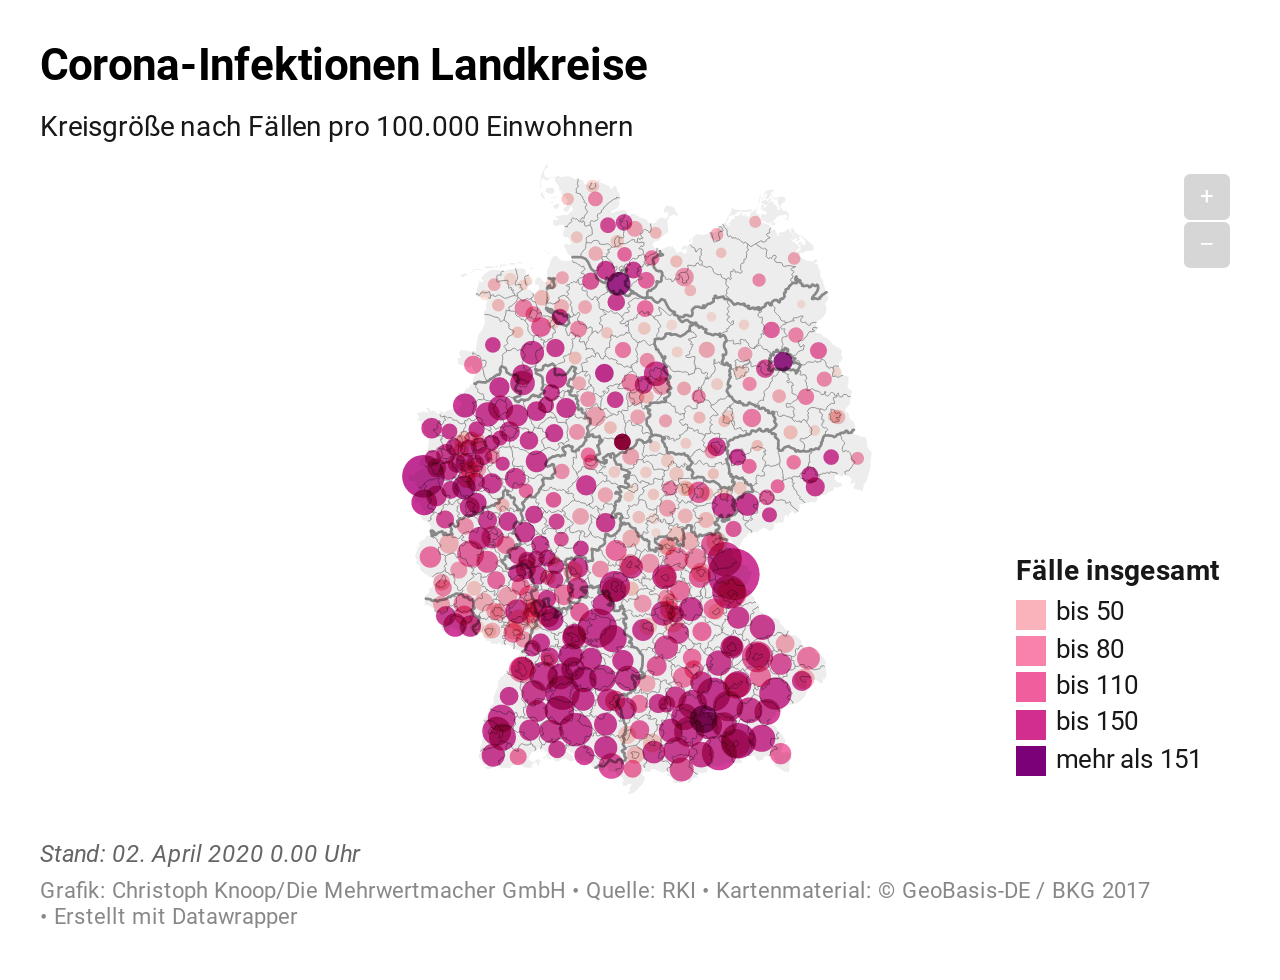 Corona-Infektionen Landkreise
Kreisgröße nach Fällen pro 100.000 Einwohnern
+
−
Fälle insgesamt
bis 50
bis 80
bis 110
bis 150
mehr als 151
Stand: 02. April 2020 0.00 Uhr
Grafik: Christoph Knoop/Die Mehrwertmacher GmbH • Quelle: RKI • Kartenmaterial: © GeoBasis-DE / BKG 2017
• Erstellt mit Datawrapper